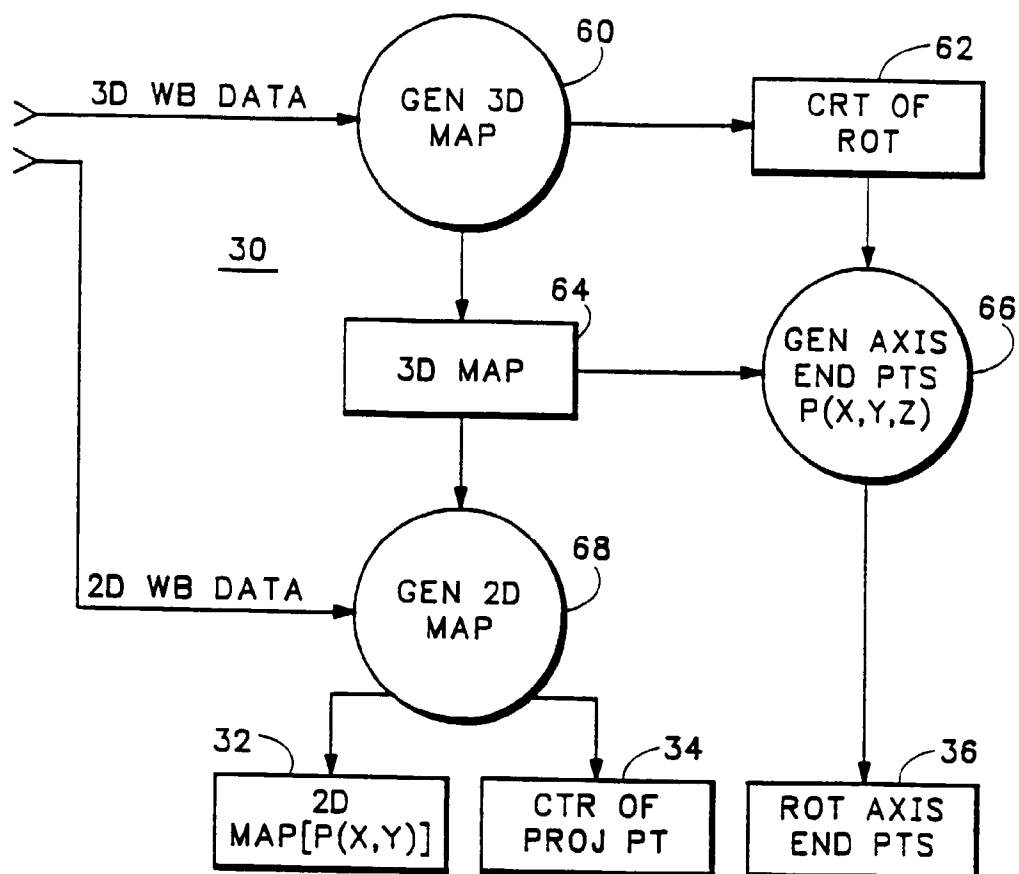 60
62
3D WB DATA
GEN 3D
MAP
CRT OF
ROT
30
64
66
3D MAP
GEN AXIS
END PTS
P(X,Y,Z)
68
2D WB DATA
GEN 2D
MAP
32
34
36
2D
MAP[P(X,Y)]
CTR OF
PROJ PT
ROT AXIS
END PTS